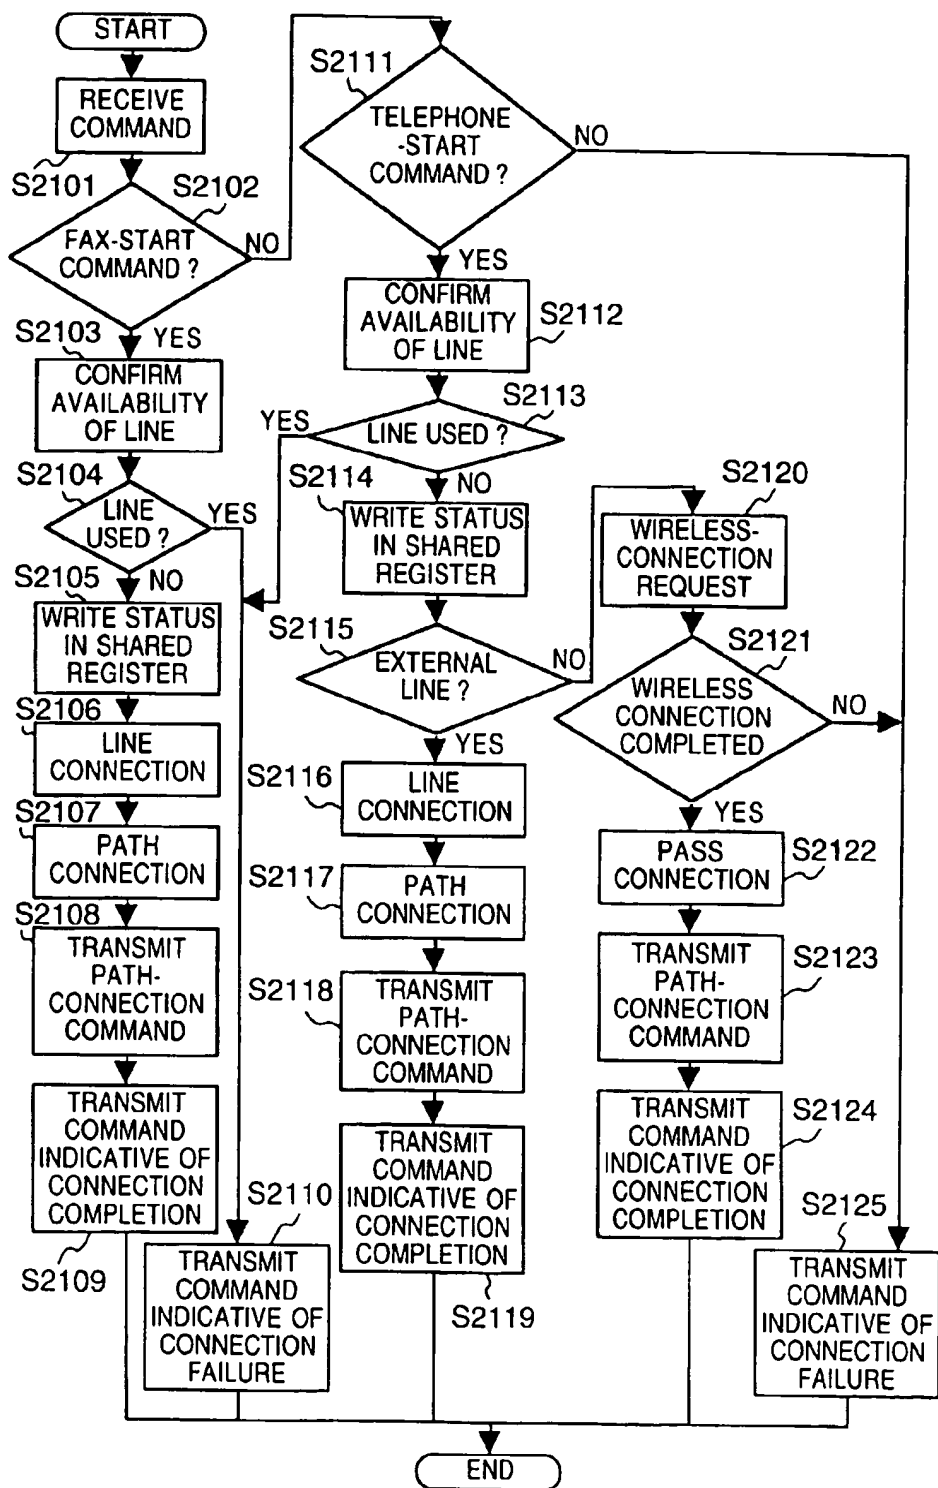 START
RECEIVE
COMMAND
S2101
S2102
FAX-START
COMMAND ?
NO
YES
S2103
CONFIRM
AVAILABILITY
OF LINE
S2104
LINE
USED ?
YES
NO
S2105
WRITE STATUS
IN SHARED
REGISTER
S2106
LINE
CONNECTION
S2107
PATH
CONNECTION
S2108
TRANSMIT
PATH-
CONNECTION
COMMAND
TRANSMIT
COMMAND
INDICATIVE OF
CONNECTION
COMPLETION
S2109
S2110
TRANSMIT
COMMAND
INDICATIVE OF
CONNECTION
FAILURE
S2111
TELEPHONE
-START
COMMAND ?
NO
YES
CONFIRM
AVAILABILITY
OF LINE
S2112
S2113
LINE USED ?
YES
NO
S2114
WRITE STATUS
IN SHARED
REGISTER
S2115
EXTERNAL
LINE ?
NO
YES
S2116
LINE
CONNECTION
S2117
PATH
CONNECTION
S2118
TRANSMIT
PATH-
CONNECTION
COMMAND
TRANSMIT
COMMAND
INDICATIVE OF
CONNECTION
COMPLETION
S2119
S2120
WIRELESS-
CONNECTION
REQUEST
S2121
WIRELESS
CONNECTION
COMPLETED
NO
YES
PASS
CONNECTION
S2122
TRANSMIT
PATH-
CONNECTION
COMMAND
S2123
TRANSMIT
COMMAND
INDICATIVE OF
CONNECTION
COMPLETION
S2124
S2125
TRANSMIT
COMMAND
INDICATIVE OF
CONNECTION
FAILURE
END